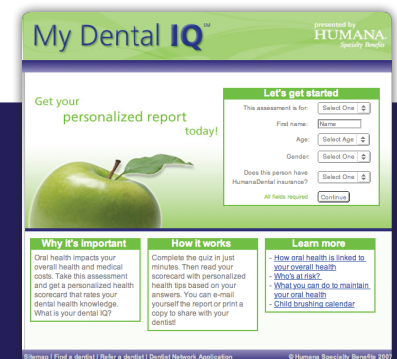 My Dental IQ™
presented by
HUMANA
Specialty Benefits
Get your
personalized report
today!
Let's get started
This assessment is for: Select One
First name: Name
Age: Select Age
Gender: Select One
Does this person have
HumanaDental insurance? Select One
All fields required Continue
Why it's important
Oral health impacts your
overall health and medical
costs. Take this assessment
and get a personalized health
scorecard that rates your
dental health knowledge.
What is your dental IQ?
How it works
Complete the quiz in just
minutes. Then read your
scorecard with personalized
health tips based on your
answers. You can e-mail
yourself the report or print a
copy to share with your
dentist!
Learn more
- How oral health is linked to
your overall health
- Who's at risk?
- What you can do to maintain
your oral health
- Child brushing calendar
Sitemap | Find a dentist | Refer a dentist | Dentist Network Application © Humana Specialty Benefits 2007